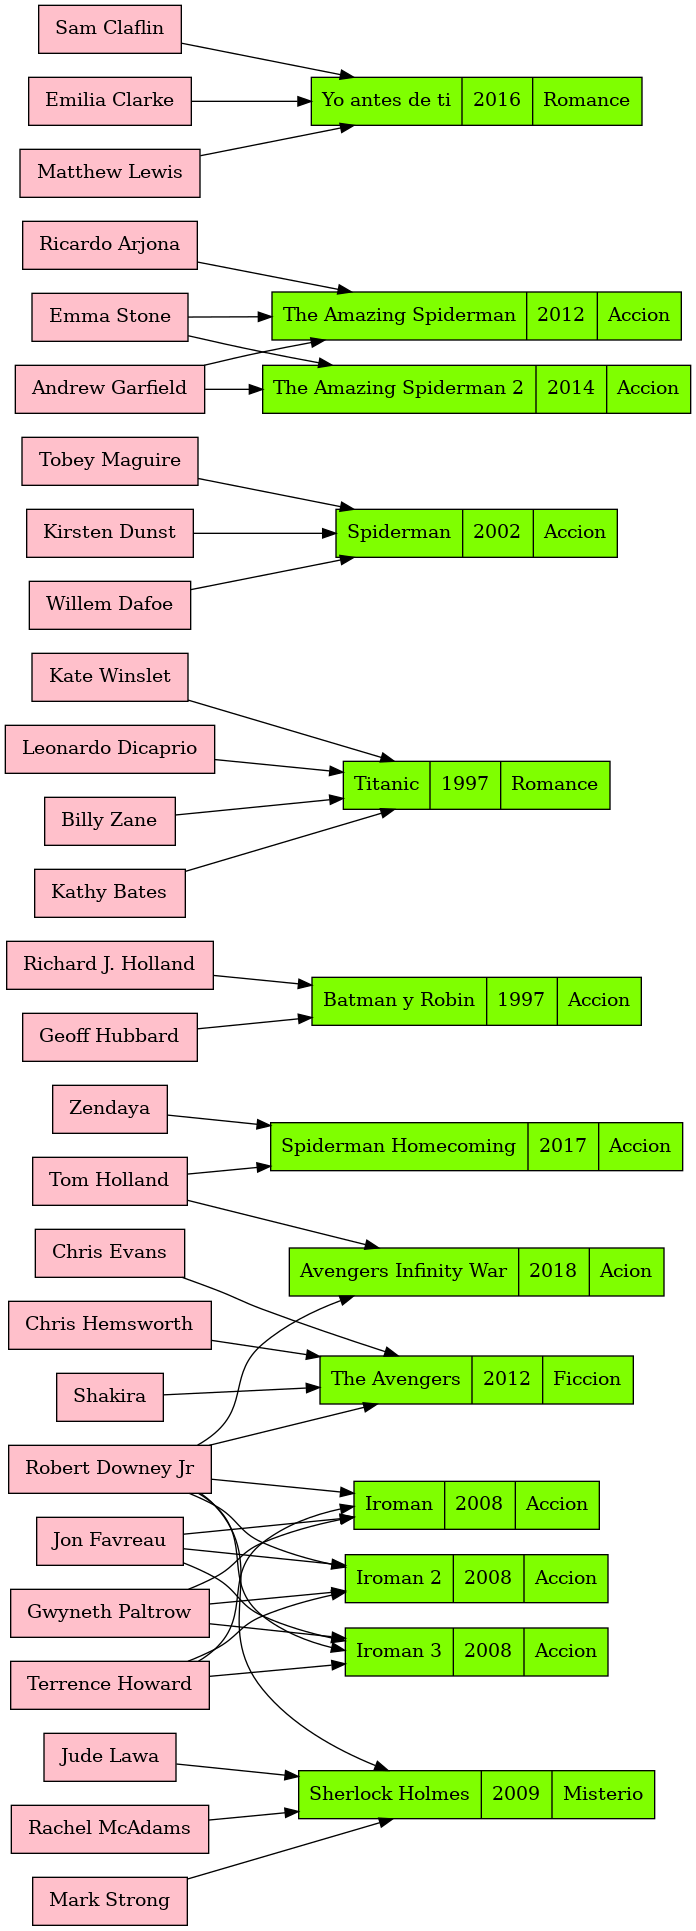 Sam Claflin
Emilia Clarke
Yo antes de ti 2016 Romance
Matthew Lewis
Ricardo Arjona
Emma Stone
The Amazing Spiderman 2012 Accion
Andrew Garfield
The Amazing Spiderman 2 2014 Accion
Tobey Maguire
Kirsten Dunst
Spiderman 2002 Accion
Willem Dafoe
Kate Winslet
Leonardo Dicaprio
Titanic 1997 Romance
Billy Zane
Kathy Bates
Richard J. Holland
Batman y Robin 1997 Accion
Geoff Hubbard
Zendaya
Spiderman Homecoming 2017 Accion
Tom Holland
Chris Evans
Avengers Infinity War 2018 Acion
Chris Hemsworth
The Avengers 2012 Ficcion
Shakira
Robert Downey Jr
Iroman 2008 Accion
Jon Favreau
Iroman 2 2008 Accion
Gwyneth Paltrow
Iroman 3 2008 Accion
Terrence Howard
Jude Lawa
Sherlock Holmes 2009 Misterio
Rachel McAdams
Mark Strong